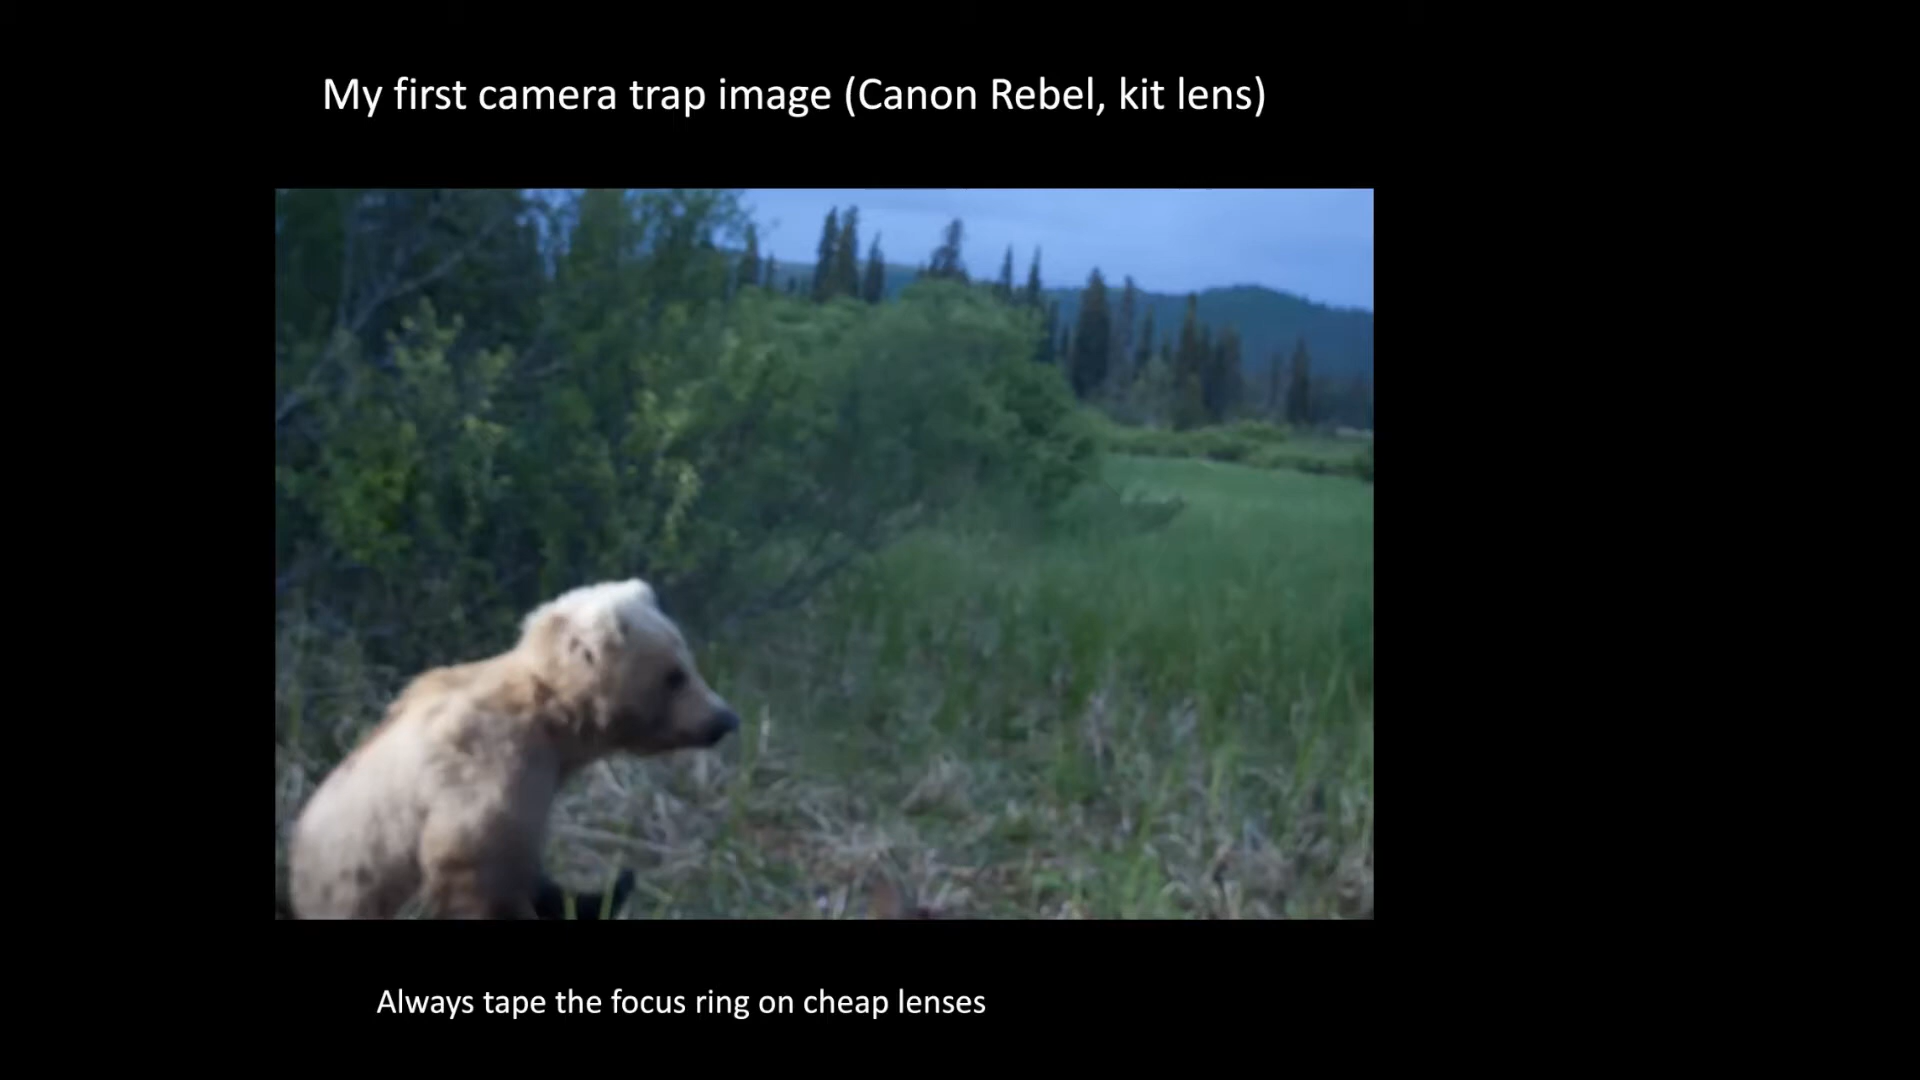 My first camera trap image (Canon Rebel, kit lens)
Always tape the focus ring on cheap lenses